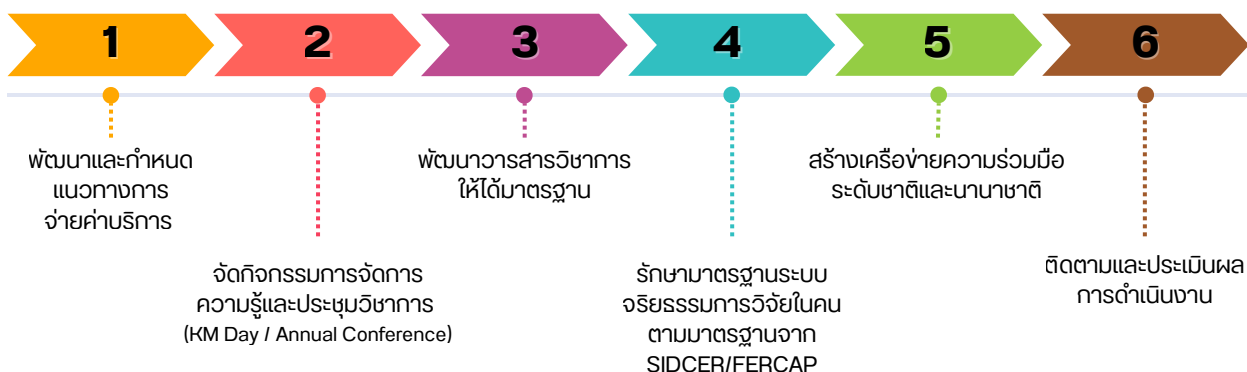 1
2
3
4
5
6
พัฒนาและกำหนด
แนวทางการ
จ่ายค่าบริการ
จัดกิจกรรมการจัดการ
ความรู้และประชุมวิชาการ
(KM Day / Annual Conference)
พัฒนาวารสารวิชาการ
ให้ได้มาตรฐาน
รักษามาตรฐานระบบ
จริยธรรมการวิจัยในคน
ตามมาตรฐานจาก
SIDCER/FERCAP
สร้างเครือข่ายความร่วมมือ
ระดับชาติและนานาชาติ
ติดตามและประเมินผล
การดำเนินงาน